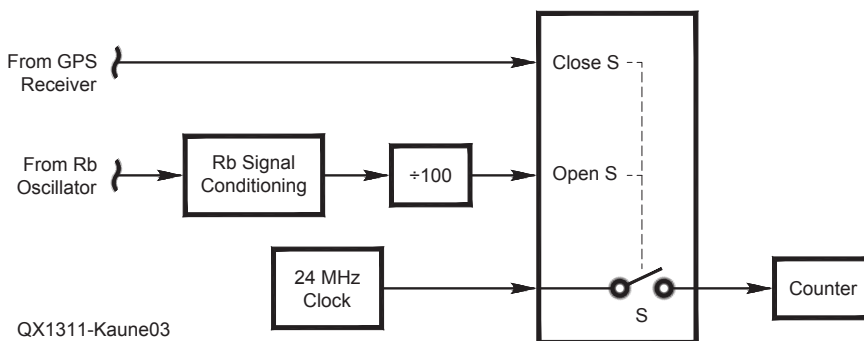 From GPS
Receiver
Close S
From Rb
Oscillator
Rb Signal
Conditioning
÷100
Open S
24 MHz
Clock
S
Counter
QX1311-Kaune03